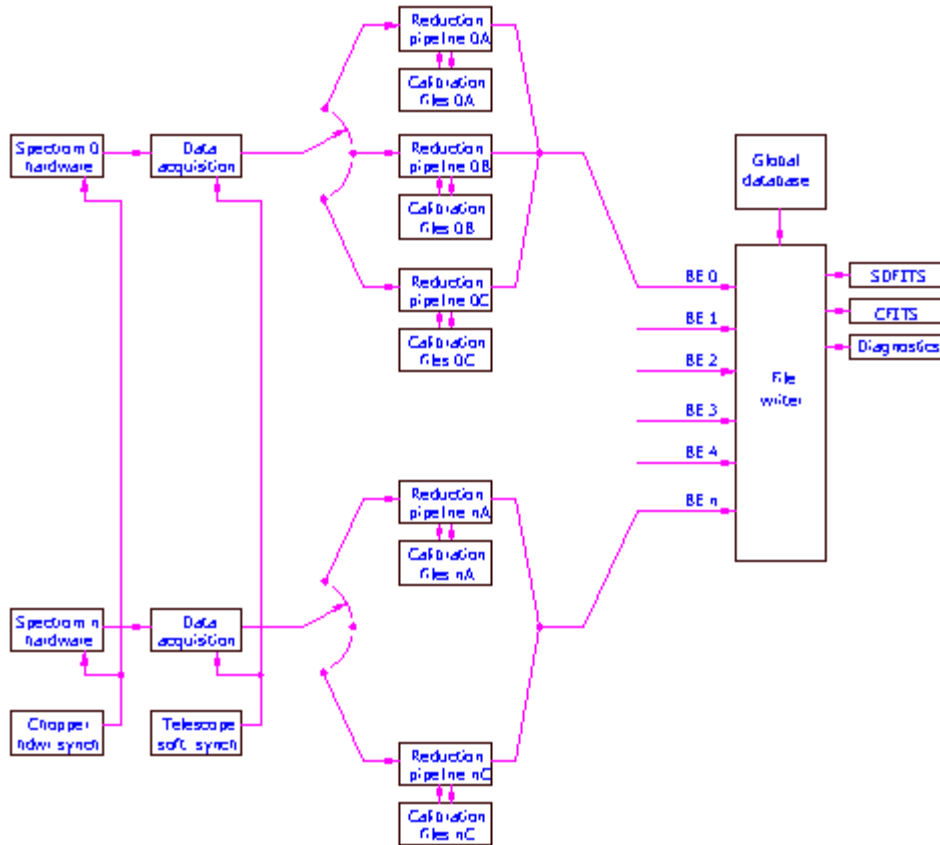 Reduction
pipeline 0A
Calibration
files 0A
Spectrom 0
hardware
Data
acquisition
Reduction
pipeline 0B
Calibration
files 0B
Global
database
Reduction
pipeline 0C
Calibration
files 0C
BE 0
BE 1
BE 2
BE 3
BE 4
BE n
File
writer
SDFITS
CFITS
Diagnostics
Reduction
pipeline nA
Calibration
files nA
Spectrom n
hardware
Data
acquisition
Chopper
hdwr synch
Telescope
soft. synch
Reduction
pipeline nC
Calibration
files nC